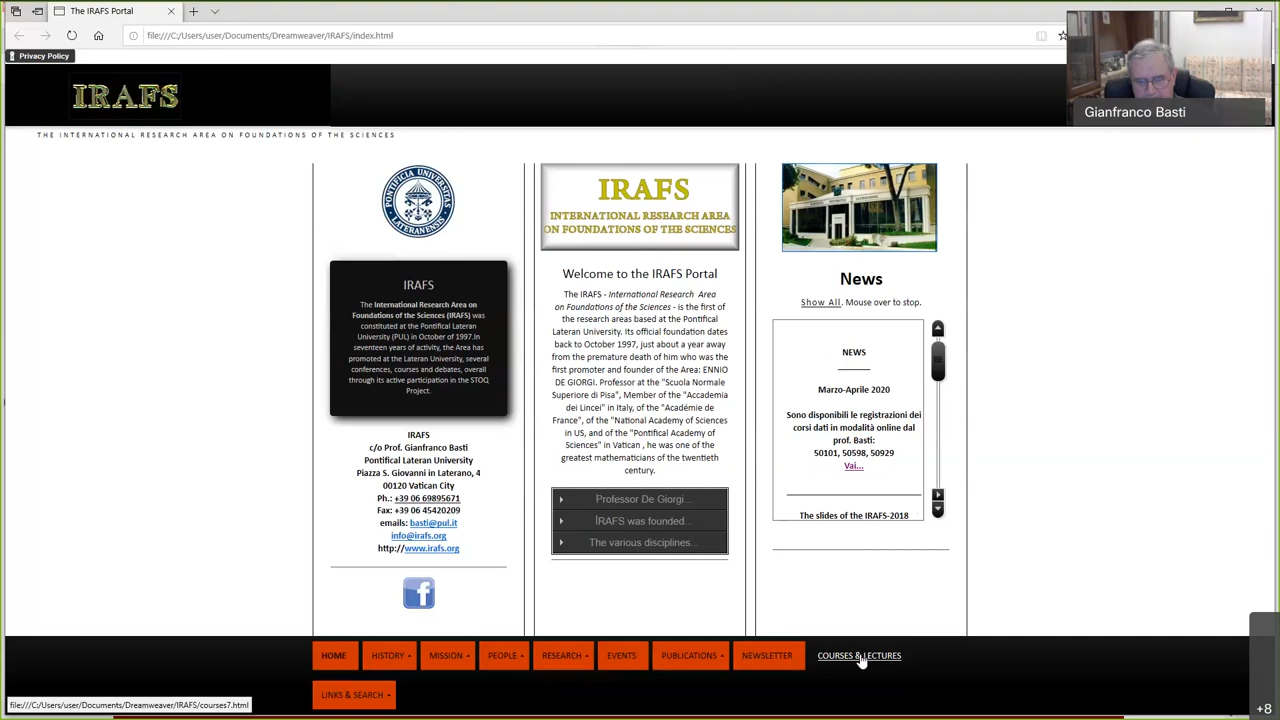 The IRAFS Portal
file:///C:/Users/user/Documents/Dreamweaver/IRAFS/index.html
Privacy Policy
IRAFS
THE INTERNATIONAL RESEARCH AREA ON FOUNDATIONS OF THE SCIENCES
Gianfranco Basti
PONTIFICIA UNIVERSITAS
LATERANENSIS
IRAFS
The International Research Area on
Foundations of the Sciences (IRAFS) was
constituted at the Pontifical Lateran
University (PUL) in October of 1997.In
seventeen years of activity, the Area has
promoted at the Lateran University, several
conferences, courses and debates, overall
through its active participation in the STOQ
Project.
IRAFS
c/o Prof. Gianfranco Basti
Pontifical Lateran University
Piazza S. Giovanni in Laterano, 4
00120 Vatican City
Ph.: +39 06 69895671
Fax: +39 06 45420209
emails: basti@pul.it
info@irafs.org
http://www.irafs.org
IRAFS
INTERNATIONAL RESEARCH AREA
ON FOUNDATIONS OF THE SCIENCES
Welcome to the IRAFS Portal
The IRAFS - International Research Area
on Foundations of the Sciences - is the first of
the research areas based at the Pontifical
Lateran University. Its official foundation dates
back to October 1997, just about a year away
from the premature death of him who was the
first promoter and founder of the Area: ENNIO
DE GIORGI. Professor at the "Scuola Normale
Superiore di Pisa", Member of the "Accademia
dei Lincei" in Italy, of the "Académie de
France", of the "National Academy of Sciences
in US, and of the "Pontifical Academy of
Sciences" in Vatican , he was one of the
greatest mathematicians of the twentieth
century.
Professor De Giorgi...
IRAFS was founded...
The various disciplines...
News
Show All. Mouse over to stop.
NEWS
Marzo-Aprile 2020
Sono disponibili le registrazioni dei
corsi dati in modalità online dal
prof. Basti:
50101, 50598, 50929
Vai...
The slides of the IRAFS-2018
HOME HISTORY MISSION PEOPLE RESEARCH EVENTS PUBLICATIONS NEWSLETTER COURSES & LECTURES
LINKS & SEARCH
file:///C:/Users/user/Documents/Dreamweaver/IRAFS/courses7.html
+8